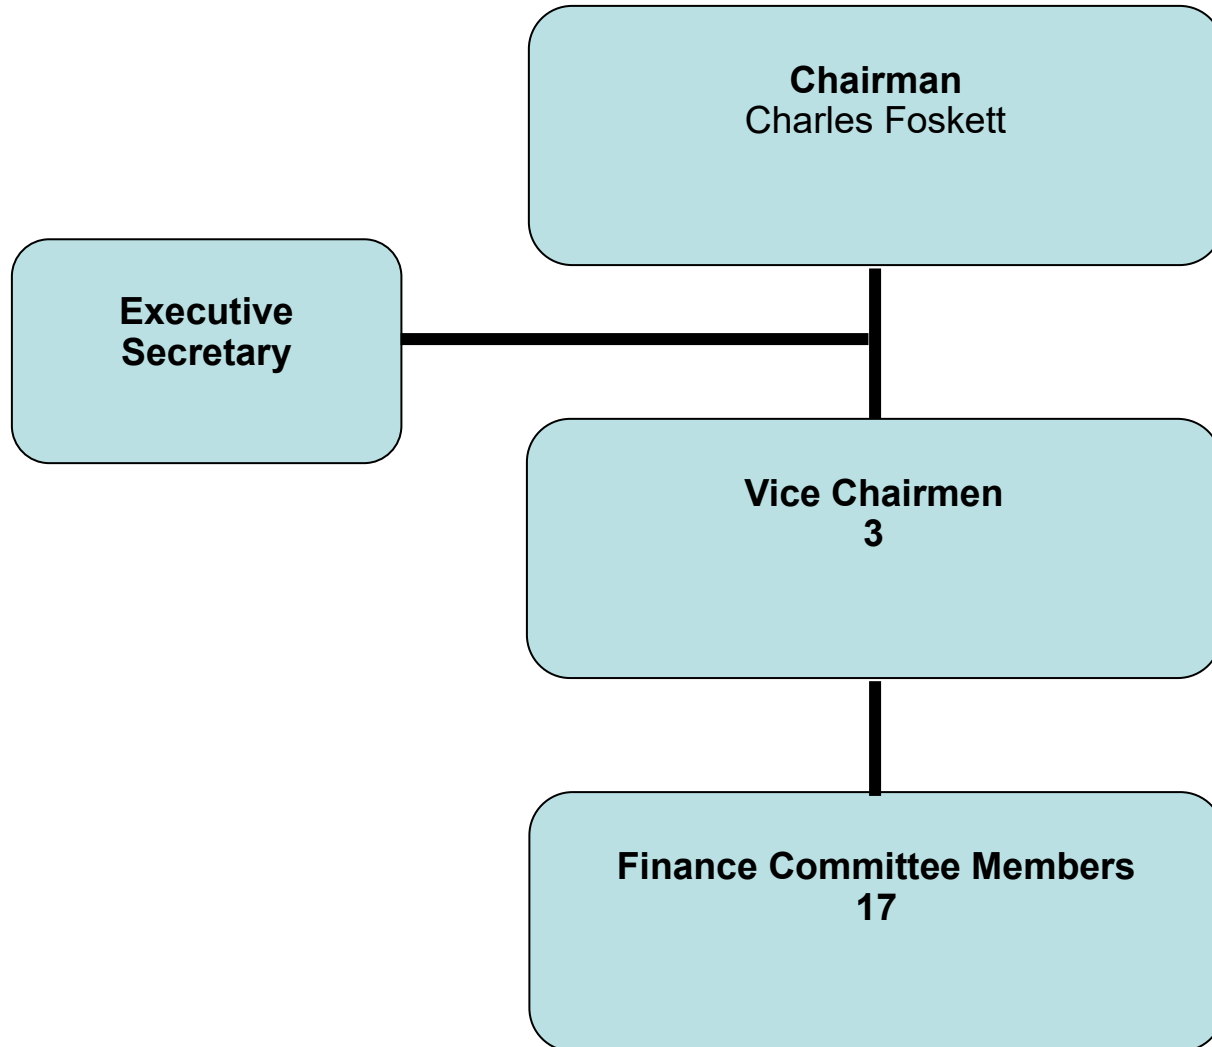 Chairman
Charles Foskett
Executive
Secretary
Vice Chairmen
3
Finance Committee Members
17